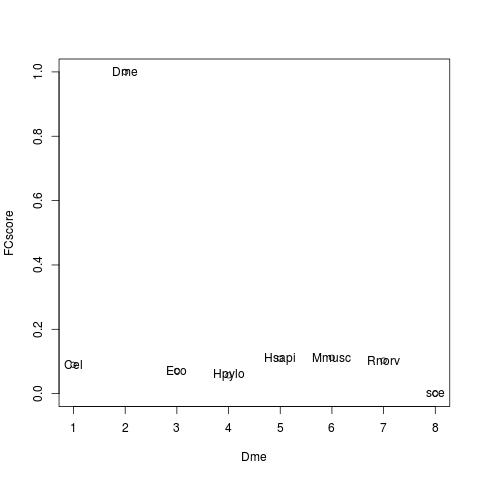 1.0
Dme
0.8
0.6
FCscore
0.4
0.2
Hsapi
Mmusc
Rnorv
Cel
Eco
Hpylo
0.0
sce
1 2 3 4 5 6 7 8
Dme